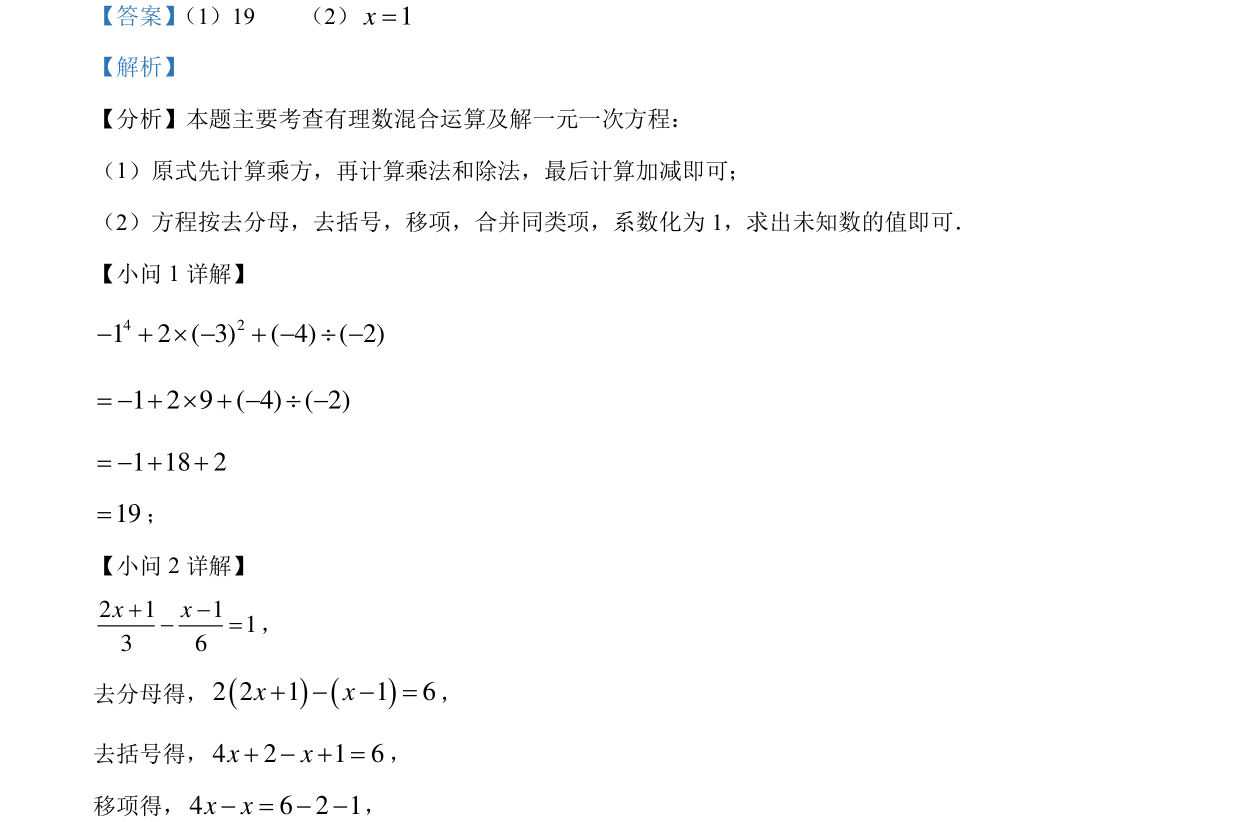 【答案】（1）19 （2）x=1
【解析】
【分析】本题主要考查有理数混合运算及解一元一次方程：
（1）原式先计算乘方，再计算乘法和除法，最后计算加减即可；
（2）方程按去分母，去括号，移项，合并同类项，系数化为 1，求出未知数的值即可．
【小问 1 详解】
−1⁴+2×(−3)²+(−4)÷(−2)
=−1+2×9+(−4)÷(−2)
=−1+18+2
=19；
【小问 2 详解】
(2x+1)/3−(x−1)/6=1，
去分母得，2(2x+1)−(x−1)=6，
去括号得，4x+2−x+1=6，
移项得，4x−x=6−2−1，